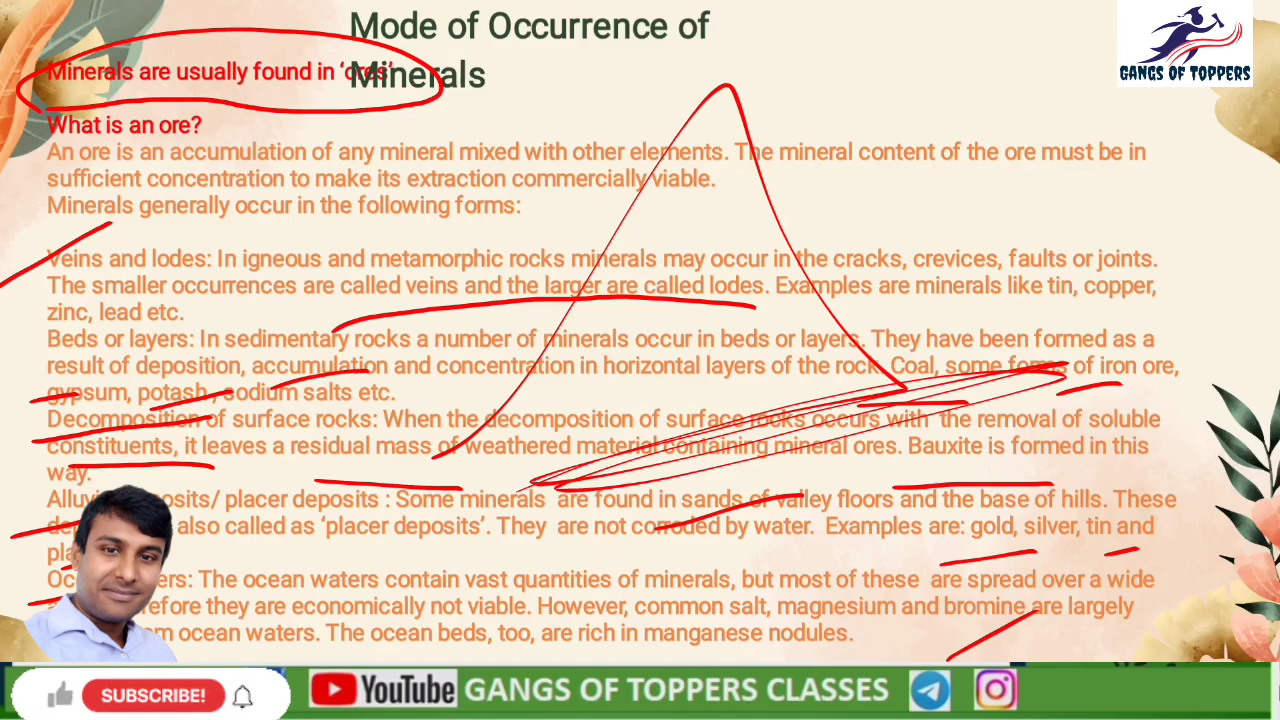 Mode of Occurrence of
Minerals
GANGS OF TOPPERS
Minerals are usually found in ‘ores’
What is an ore?
An ore is an accumulation of any mineral mixed with other elements. The mineral content of the ore must be in
sufficient concentration to make its extraction commercially viable.
Minerals generally occur in the following forms:
Veins and lodes: In igneous and metamorphic rocks minerals may occur in the cracks, crevices, faults or joints.
The smaller occurrences are called veins and the larger are called lodes. Examples are minerals like tin, copper,
zinc, lead etc.
Beds or layers: In sedimentary rocks a number of minerals occur in beds or layers. They have been formed as a
result of deposition, accumulation and concentration in horizontal layers of the rock. Coal, some forms of iron ore,
gypsum, potash , sodium salts etc.
Decomposition of surface rocks: When the decomposition of surface rocks occurs with the removal of soluble
constituents, it leaves a residual mass of weathered material containing mineral ores. Bauxite is formed in this
way.
deposits/ placer deposits : Some minerals are found in sands of valley floors and the base of hills. These
also called as ‘placer deposits’. They are not corroded by water. Examples are: gold, silver, tin and
The ocean waters contain vast quantities of minerals, but most of these are spread over a wide
they are economically not viable. However, common salt, magnesium and bromine are largely
ocean waters. The ocean beds, too, are rich in manganese nodules.
SUBSCRIBE!
YouTube
GANGS OF TOPPERS CLASSES